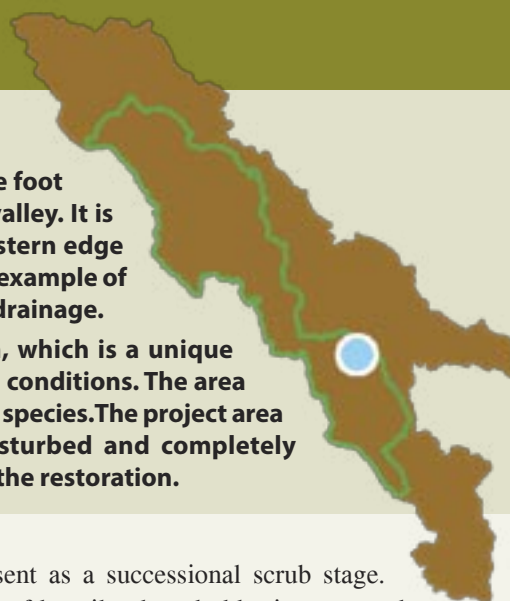 e foot
valley. It is
stern edge
example of
drainage.
, which is a unique
conditions. The area
species.The project area
sturbed and completely
the restoration.
sent as a successional scrub stage.